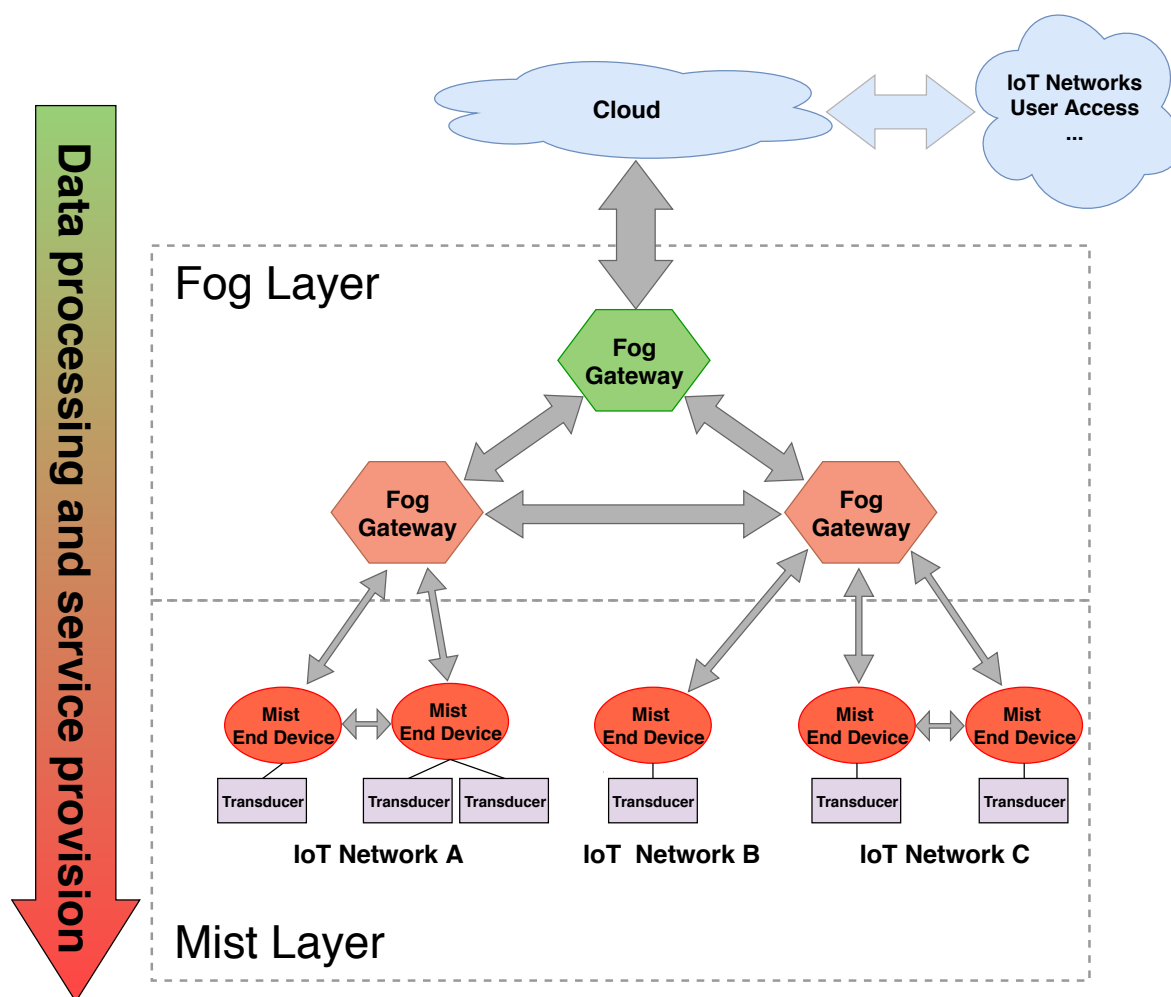 Cloud
IoT Networks
User Access
...
Data processing and service provision
Fog Layer
Fog
Gateway
Fog
Gateway
Fog
Gateway
Mist
End Device
Mist
End Device
Mist
End Device
Mist
End Device
Mist
End Device
Transducer
Transducer
Transducer
Transducer
Transducer
Transducer
IoT Network A
IoT  Network B
IoT Network C
Mist Layer